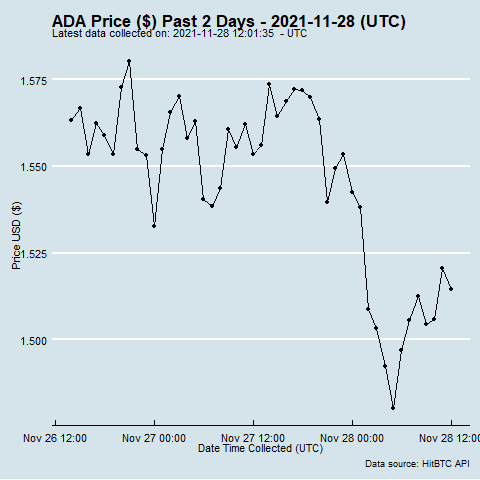 ADA Price ($) Past 2 Days - 2021-11-28 (UTC)
Latest data collected on: 2021-11-28 12:01:35 - UTC
1.575
1.550
1.525
1.500
Price USD ($)
Nov 26 12:00 Nov 27 00:00 Nov 27 12:00 Nov 28 00:00 Nov 28 12:00
Date Time Collected (UTC)
Data source: HitBTC API